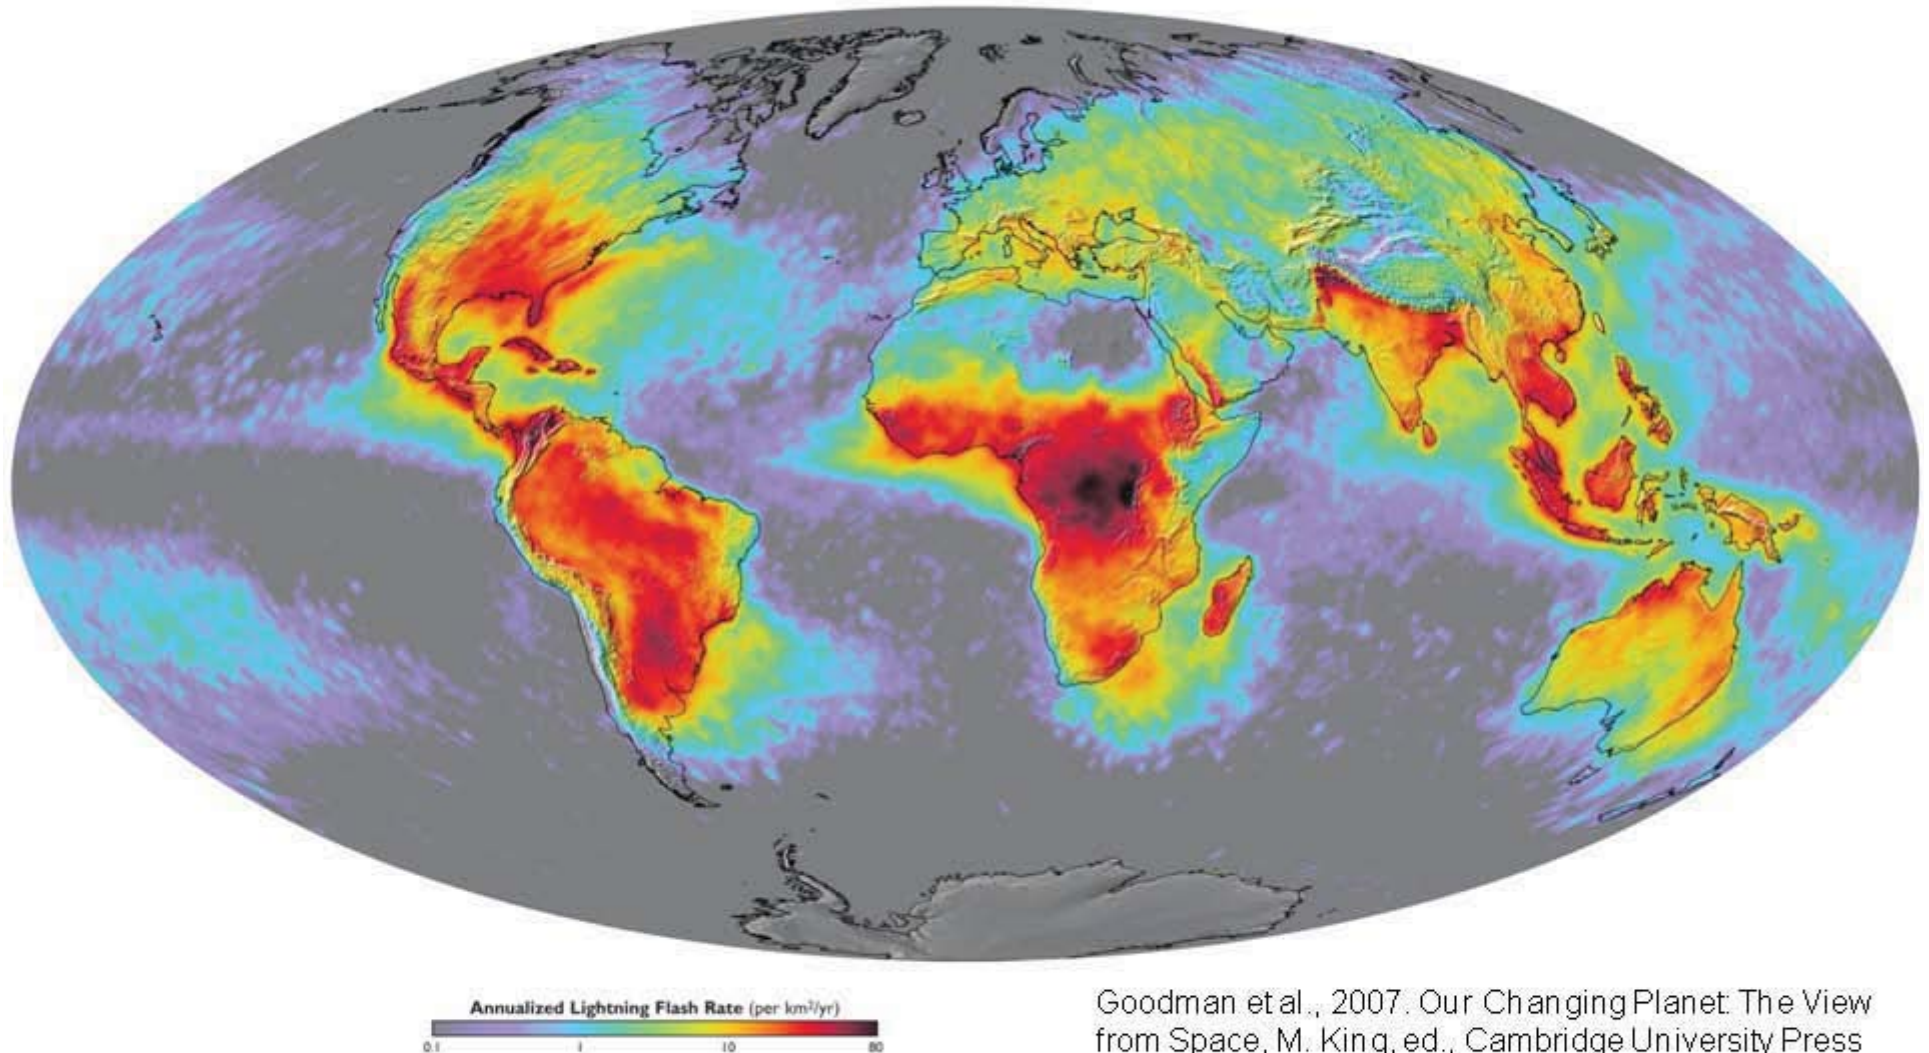 Annualized Lightning Flash Rate (per km²/yr)
0.1 1 10 80
Goodman et al., 2007. Our Changing Planet: The View
from Space, M. King, ed., Cambridge University Press